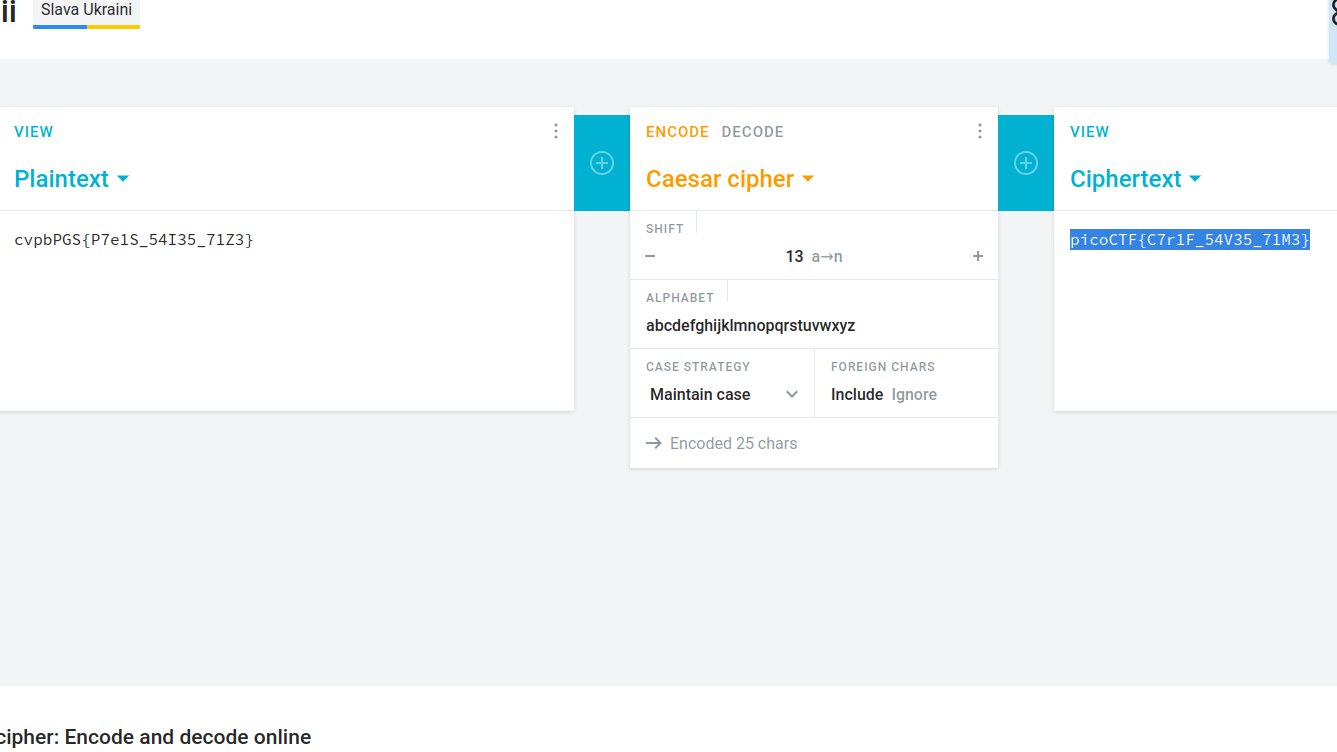 ii Slava Ukraini
VIEW
Plaintext
cvpbPGS{P7e1S_54I35_71Z3}
ENCODE DECODE
Caesar cipher
SHIFT
− 13 a→n +
ALPHABET
abcdefghijklmnopqrstuvwxyz
CASE STRATEGY
Maintain case
FOREIGN CHARS
Include Ignore
→ Encoded 25 chars
VIEW
Ciphertext
picoCTF{C7r1F_54V35_71M3}
cipher: Encode and decode online